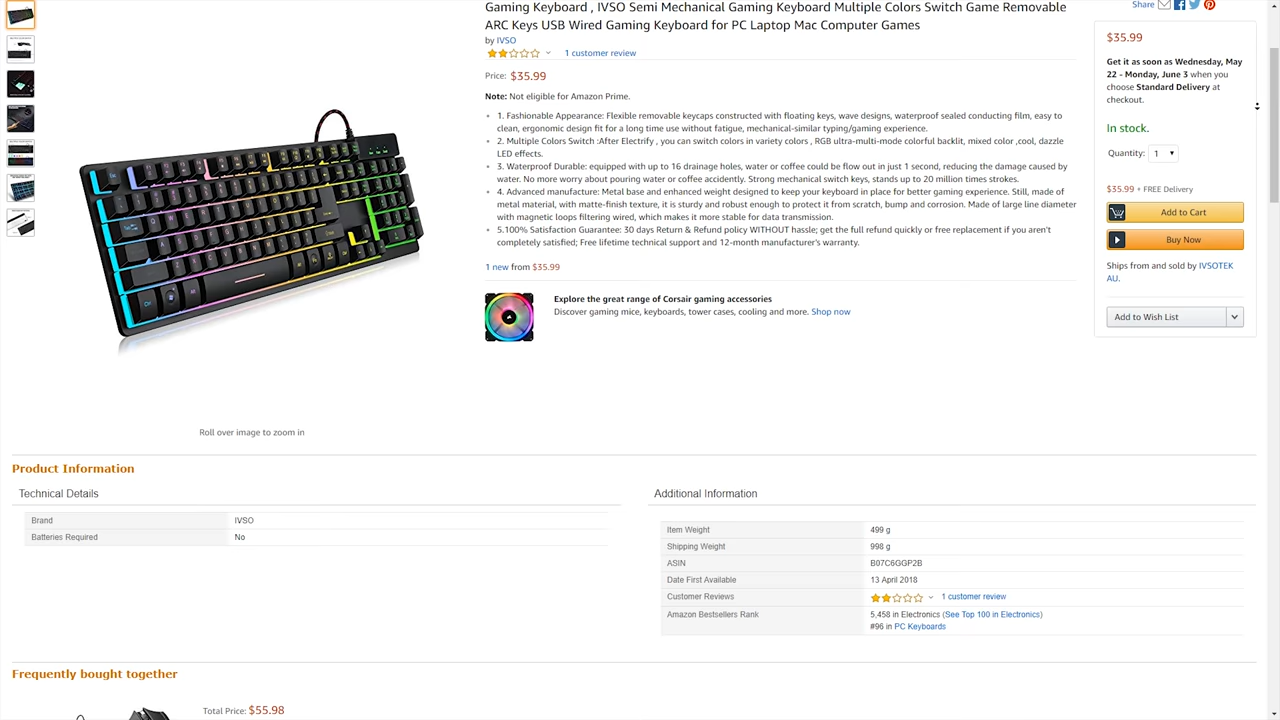 Gaming Keyboard , IVSO Semi Mechanical Gaming Keyboard Multiple Colors Switch Game Removable
ARC Keys USB Wired Gaming Keyboard for PC Laptop Mac Computer Games
by IVSO
1 customer review
Price: $35.99
Note: Not eligible for Amazon Prime.
1. Fashionable Appearance: Flexible removable keycaps constructed with floating keys, wave designs, waterproof sealed conducting film, easy to
clean, ergonomic design fit for a long time use without fatigue, mechanical-similar typing/gaming experience.
2. Multiple Colors Switch :After Electrify , you can switch colors in variety colors , RGB ultra-multi-mode colorful backlit, mixed color ,cool, dazzle
LED effects.
3. Waterproof Durable: equipped with up to 16 drainage holes, water or coffee could be flow out in just 1 second, reducing the damage caused by
water. No more worry about pouring water or coffee accidently. Strong mechanical switch keys, stands up to 20 million times strokes.
4. Advanced manufacture: Metal base and enhanced weight designed to keep your keyboard in place for better gaming experience. Still, made of
metal material, with matte-finish texture, it is sturdy and robust enough to protect it from scratch, bump and corrosion. Made of large line diameter
with magnetic loops filtering wired, which makes it more stable for data transmission.
5.100% Satisfaction Guarantee: 30 days Return & Refund policy WITHOUT hassle; get the full refund quickly or free replacement if you aren't
completely satisfied; Free lifetime technical support and 12-month manufacturer's warranty.
1 new from $35.99
Explore the great range of Corsair gaming accessories
Discover gaming mice, keyboards, tower cases, cooling and more. Shop now
Share
$35.99
Get it as soon as Wednesday, May
22 - Monday, June 3 when you
choose Standard Delivery at
checkout.
In stock.
Quantity: 1
$35.99 + FREE Delivery
Add to Cart
Buy Now
Ships from and sold by IVSOTEK
AU.
Add to Wish List
Roll over image to zoom in
Product Information
Technical Details
Brand IVSO
Batteries Required No
Additional Information
Item Weight 499 g
Shipping Weight 998 g
ASIN B07C6GGP2B
Date First Available 13 April 2018
Customer Reviews 1 customer review
Amazon Bestsellers Rank 5,458 in Electronics (See Top 100 in Electronics)
#96 in PC Keyboards
Frequently bought together
Total Price: $55.98